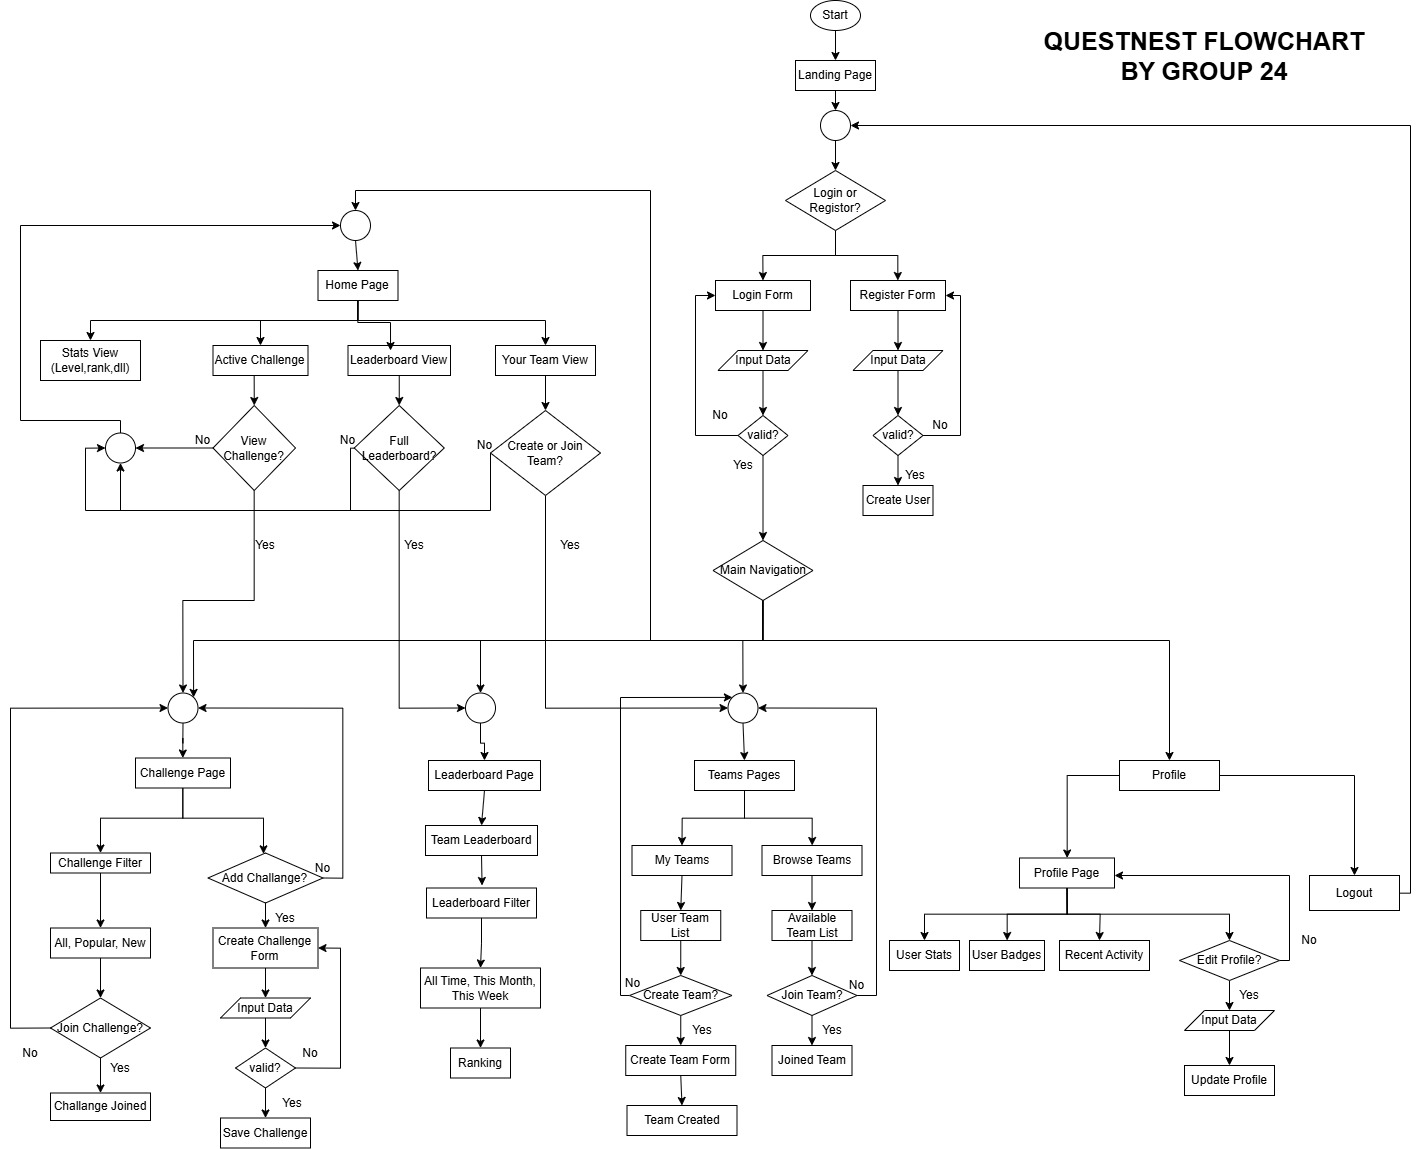 Start
QUESTNEST FLOWCHART
BY GROUP 24
Landing Page
Login or
Registor?
Home Page
Login Form
Register Form
Stats View
(Level,rank,dll)
Active Challenge
Leaderboard View
Your Team View
Input Data
Input Data
No
View
Challenge?
No
Full
Leaderboard?
No
Create or Join
Team?
No
valid?
valid?
No
Yes
Yes
Create User
Yes
Yes
Yes
Main Navigation
Challenge Page
Leaderboard Page
Teams Pages
Profile
Challenge Filter
Add Challange?
No
Team Leaderboard
My Teams
Browse Teams
Profile Page
Logout
Yes
Leaderboard Filter
User Team
List
Available
Team List
All, Popular, New
Create Challenge
Form
User Stats
User Badges
Recent Activity
Edit Profile?
No
All Time, This Month,
This Week
No
Create Team?
Join Team?
No
Yes
Input Data
Input Data
Join Challenge?
No
Yes
Yes
No
valid?
Yes
Ranking
Create Team Form
Joined Team
Update Profile
Challange Joined
Yes
Save Challenge
Team Created